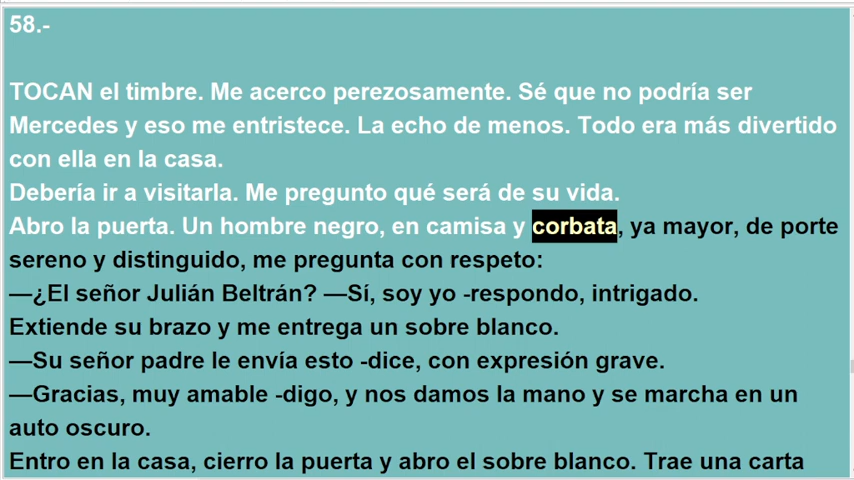 58.-
TOCAN el timbre. Me acerco perezosamente. Sé que no podría ser
Mercedes y eso me entristece. La echo de menos. Todo era más divertido
con ella en la casa.
Debería ir a visitarla. Me pregunto qué será de su vida.
Abro la puerta. Un hombre negro, en camisa y corbata, ya mayor, de porte
sereno y distinguido, me pregunta con respeto:
—¿El señor Julián Beltrán? —Sí, soy yo -respondo, intrigado.
Extiende su brazo y me entrega un sobre blanco.
—Su señor padre le envía esto -dice, con expresión grave.
—Gracias, muy amable -digo, y nos damos la mano y se marcha en un
auto oscuro.
Entro en la casa, cierro la puerta y abro el sobre blanco. Trae una carta